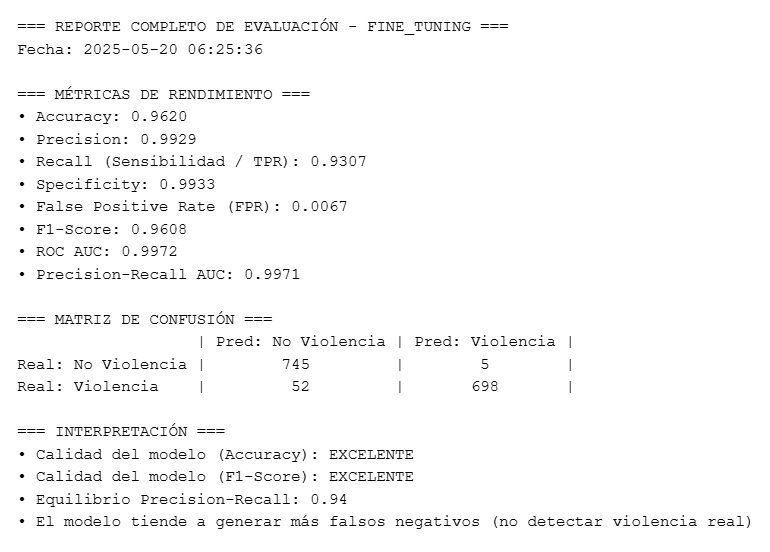 === REPORTE COMPLETO DE EVALUACIÓN - FINE_TUNING ===
Fecha: 2025-05-20 06:25:36
=== MÉTRICAS DE RENDIMIENTO ===
• Accuracy: 0.9620
• Precision: 0.9929
• Recall (Sensibilidad / TPR): 0.9307
• Specificity: 0.9933
• False Positive Rate (FPR): 0.0067
• F1-Score: 0.9608
• ROC AUC: 0.9972
• Precision-Recall AUC: 0.9971
=== MATRIZ DE CONFUSIÓN ===
| Pred: No Violencia | Pred: Violencia |
Real: No Violencia | 745 | 5 |
Real: Violencia | 52 | 698 |
=== INTERPRETACIÓN ===
• Calidad del modelo (Accuracy): EXCELENTE
• Calidad del modelo (F1-Score): EXCELENTE
• Equilibrio Precision-Recall: 0.94
• El modelo tiende a generar más falsos negativos (no detectar violencia real)